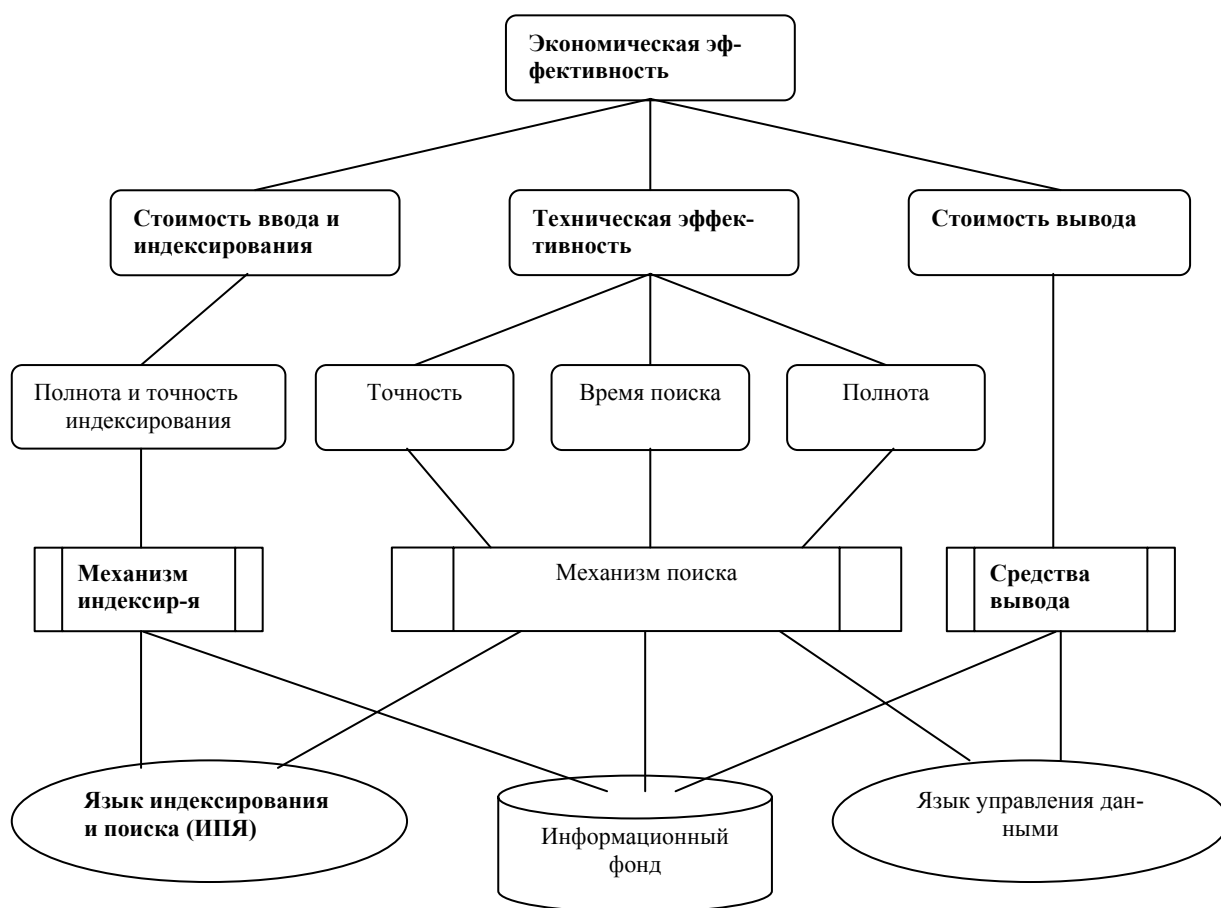 Экономическая эф-
фективность
Стоимость ввода и
индексирования
Техническая эффек-
тивность
Стоимость вывода
Полнота и точность
индексирования
Точность
Время поиска
Полнота
Механизм
индексир-я
Механизм поиска
Средства
вывода
Язык индексирования
и поиска (ИПЯ)
Информационный
фонд
Язык управления дан-
ными